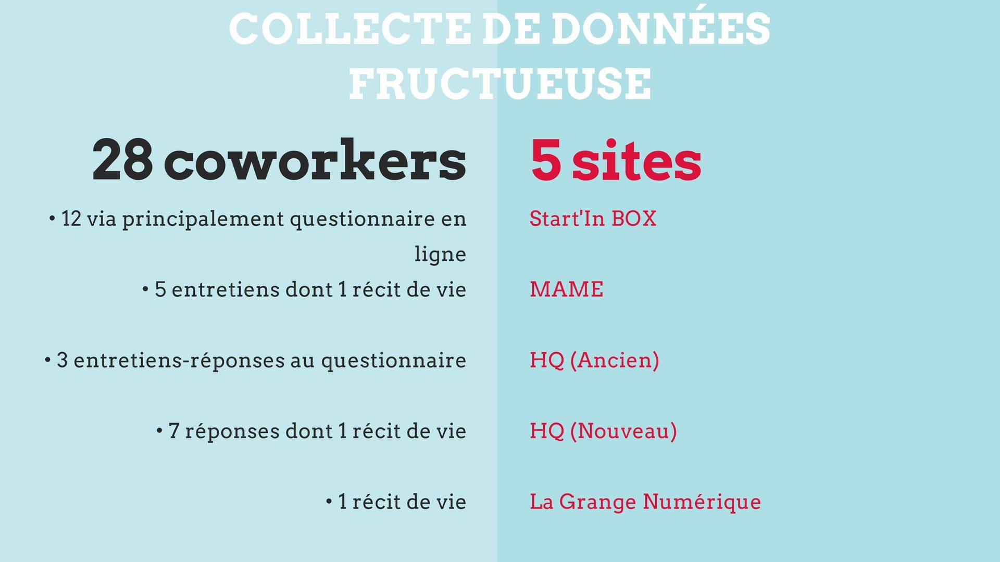 COLLECTE DE DONNÉES
FRUCTUEUSE
28 coworkers
• 12 via principalement questionnaire en
ligne
• 5 entretiens dont 1 récit de vie
• 3 entretiens-réponses au questionnaire
• 7 réponses dont 1 récit de vie
• 1 récit de vie
5 sites
Start'In BOX
MAME
HQ (Ancien)
HQ (Nouveau)
La Grange Numérique